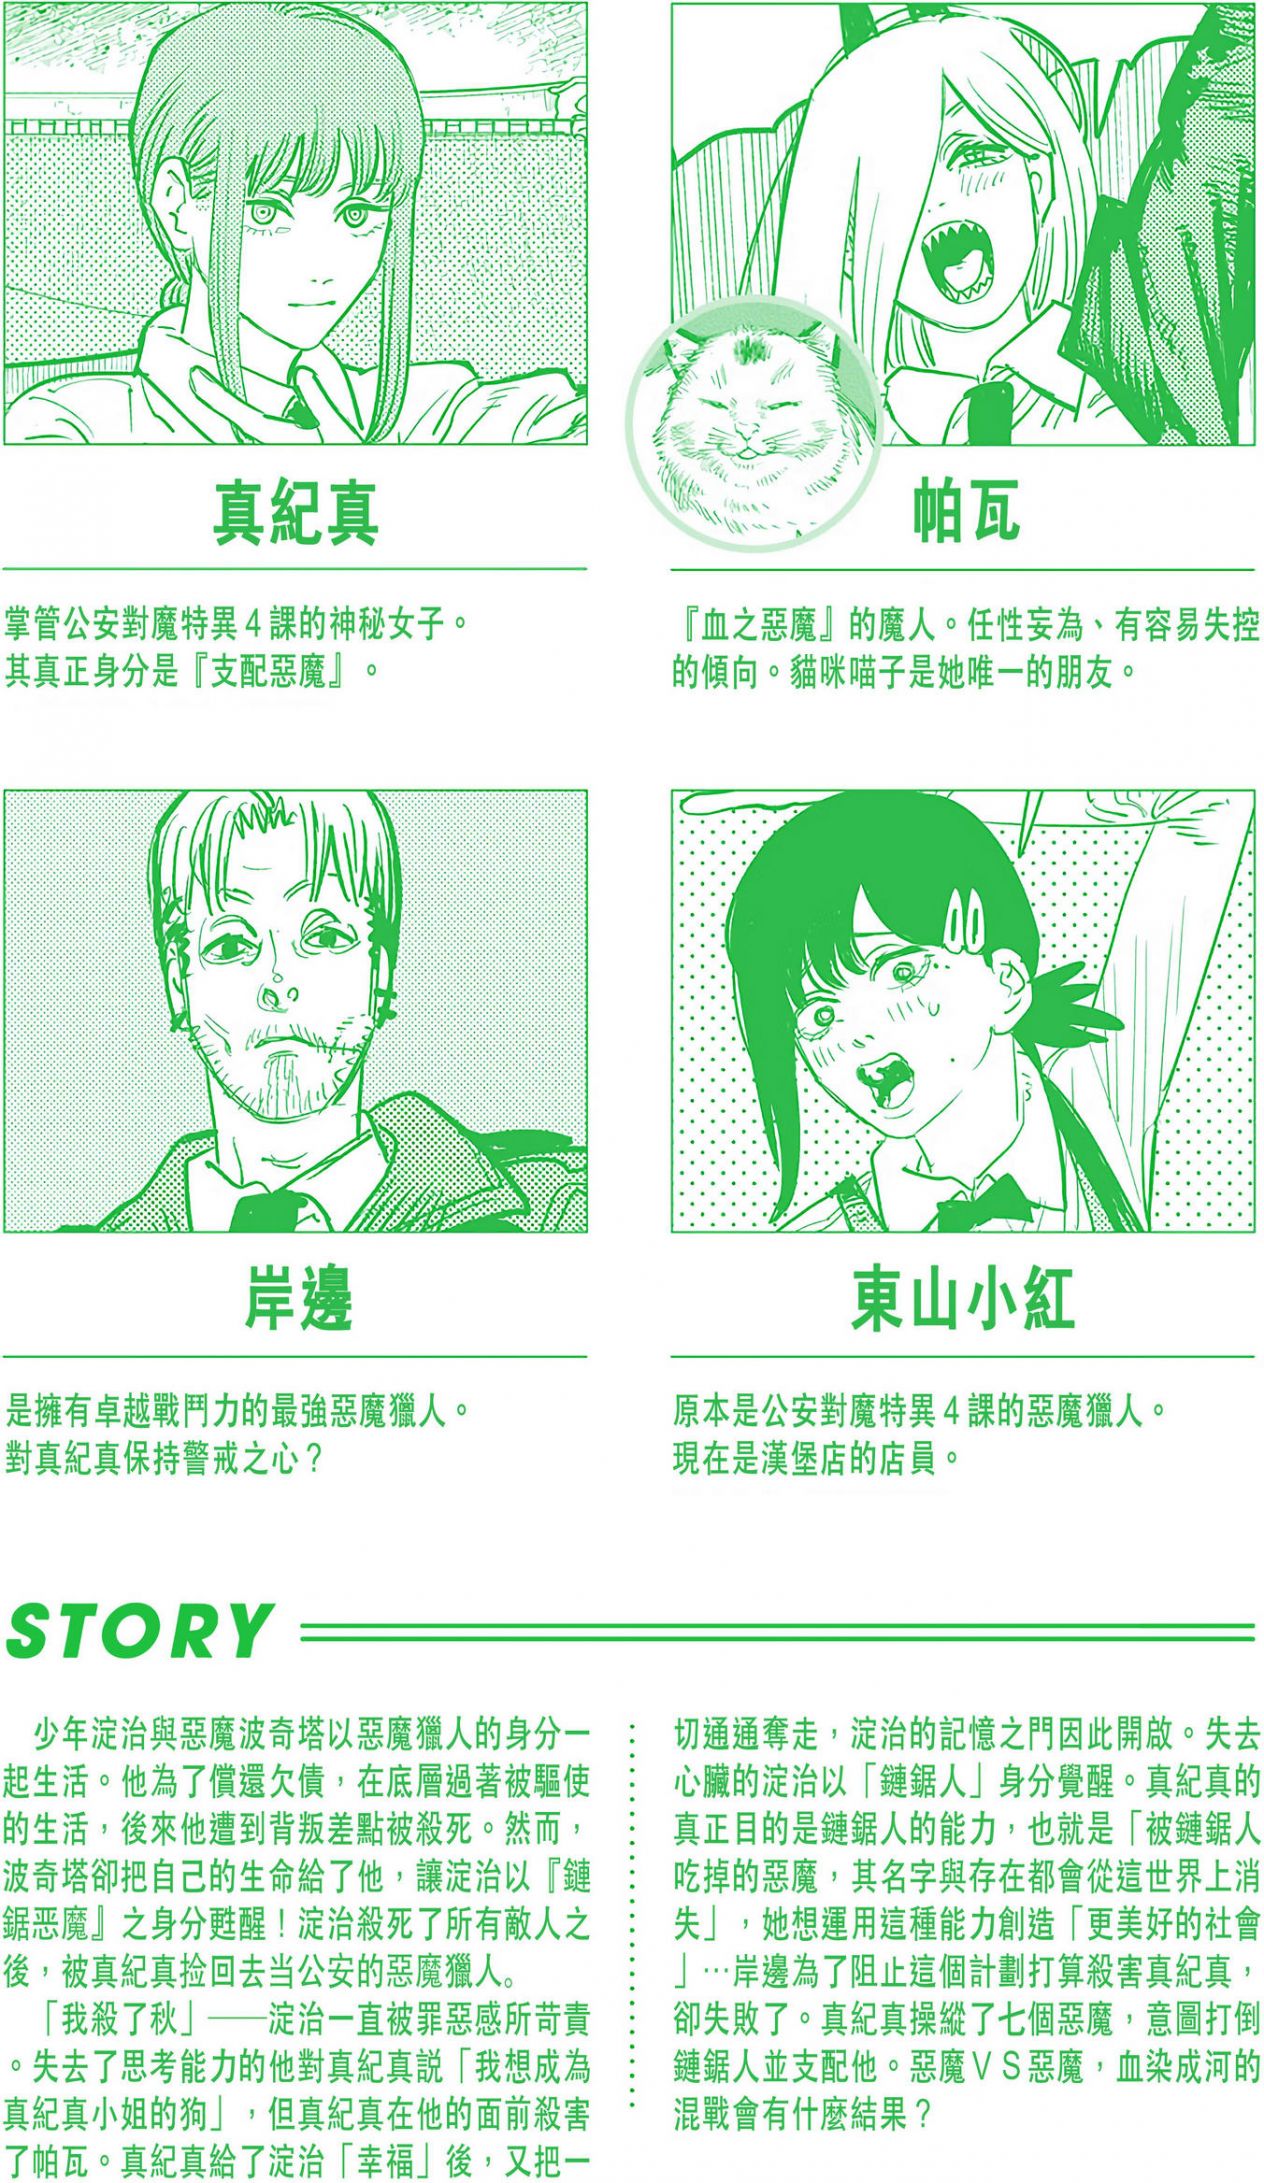 真紀真
掌管公安對魔特異4課的神秘女子。
其真正身分是『支配惡魔』。
帕瓦
『血之惡魔』的魔人。任性妄為、有容易失控
的傾向。貓咪喵子是她唯一的朋友。
岸邊
是擁有卓越戰鬥力的最強惡魔獵人。
對真紀真保持警戒之心？
東山小紅
原本是公安對魔特異4課的惡魔獵人。
現在是漢堡店的店員。
STORY
少年淀治與惡魔波奇塔以惡魔獵人的身分一
起生活。他為了償還欠債，在底層過著被驅使
的生活，後來他遭到背叛差點被殺死。然而，
波奇塔卻把自己的生命給了他，讓淀治以『鏈
鋸恶魔』之身分甦醒！淀治殺死了所有敵人之
後，被真紀真捡回去当公安的惡魔獵人。
「我殺了秋」——淀治一直被罪惡感所苛責
。失去了思考能力的他對真紀真説「我想成為
真紀真小姐的狗」，但真紀真在他的面前殺害
了帕瓦。真紀真給了淀治「幸福」後，又把一
切通通奪走，淀治的記憶之門因此開啟。失去
心臟的淀治以「鏈鋸人」身分覺醒。真紀真的
真正目的是鏈鋸人的能力，也就是「被鏈鋸人
吃掉的惡魔，其名字與存在都會從這世界上消
失」，她想運用這種能力創造「更美好的社會
」…岸邊為了阻止這個計劃打算殺害真紀真，
卻失敗了。真紀真操縱了七個惡魔，意圖打倒
鏈鋸人並支配他。惡魔ＶＳ惡魔，血染成河的
混戰會有什麼結果？